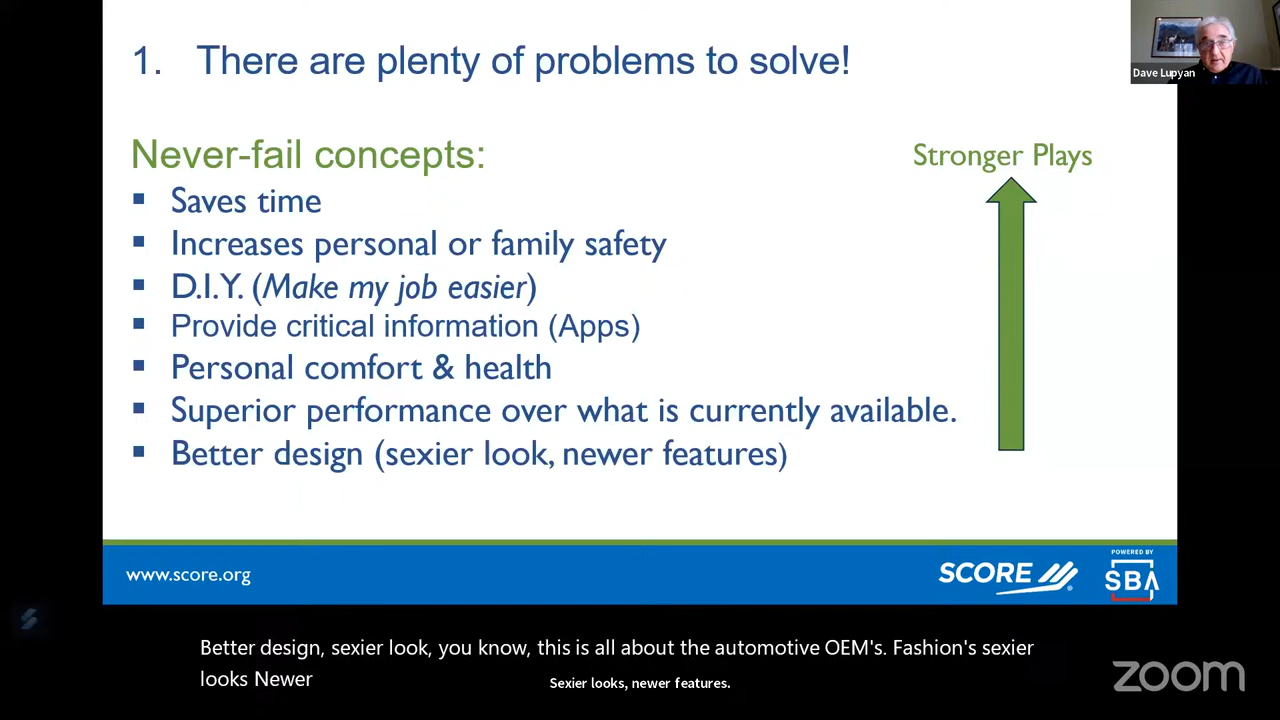 1. There are plenty of problems to solve!
Dave Lupyan
Never-fail concepts:
Stronger Plays
▪ Saves time
▪ Increases personal or family safety
▪ D.I.Y. (Make my job easier)
▪ Provide critical information (Apps)
▪ Personal comfort & health
▪ Superior performance over what is currently available.
▪ Better design (sexier look, newer features)
www.score.org
SCORE
POWERED BY
SBA
Better design, sexier look, you know, this is all about the automotive OEM's. Fashion's sexier
looks Newer
Sexier looks, newer features.
zoom